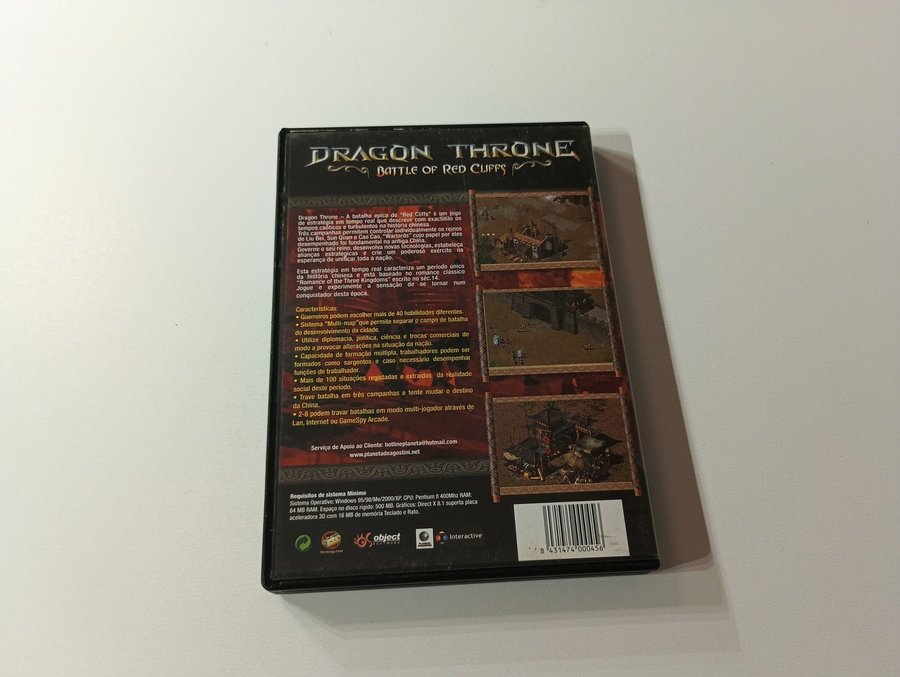 DRAGON THRONE
BATTLE OF RED CLIFFS
Dragon Throne – A batalha épica de "Red Cliffs" é um jogo
de estratégia em tempo real que descreve com exactidão os
tempos caóticos e turbulentos na história chinesa.
Três campanhas permitem controlar individualmente os reinos
de Liu Bei, Sun Quan e Cao Cao, "Warlords" cujo papel por eles
desempenhado foi fundamental na antiga China.
Governe o seu reino, desenvolva novas tecnologias, estabeleça
alianças estratégicas e crie um poderoso exército na
esperança de unificar toda a nação.
Esta estratégia em tempo real caracteriza um período único
da história chinesa e está baseado no romance clássico
"Romance of the Three Kingdoms" escrito no séc.14.
Jogue e experimente a sensação de se tornar num
conquistador desta época.
Características:
• Guerreiros podem escolher mais de 40 habilidades diferentes.
• Sistema "Multi-map"que permite separar o campo de batalha
do desenvolvimento da cidade.
• Utilize diplomacia, política, ciência e trocas comerciais de
modo a provocar alterações na situação da nação.
• Capacidade de formação múltipla, trabalhadores podem ser
formados como sargentos e caso necessário desempenhar
funções de trabalhador.
• Mais de 100 situações registadas e extraídas da realidade
social deste período.
• Trave batalha em três campanhas e tente mudar o destino
da China.
• 2-8 podem travar batalhas em modo multi-jogador através de
Lan, Internet ou GameSpy Arcade.
Serviço de Apoio ao Cliente: hotlineplaneta@hotmail.com
www.planetadeagostini.net
Requisitos de sistema Mínimo
Sistema Operativo: Windows 95/98/Me/2000/XP. CPU: Pentium II 400Mhz RAM:
64 MB RAM. Espaço no disco rígido: 500 MB. Gráficos: Direct X 8.1 suporta placa
aceleradora 3D com 16 MB de memória Teclado e Rato.
object
SOFTWARE
Interactive
8 431474 000456